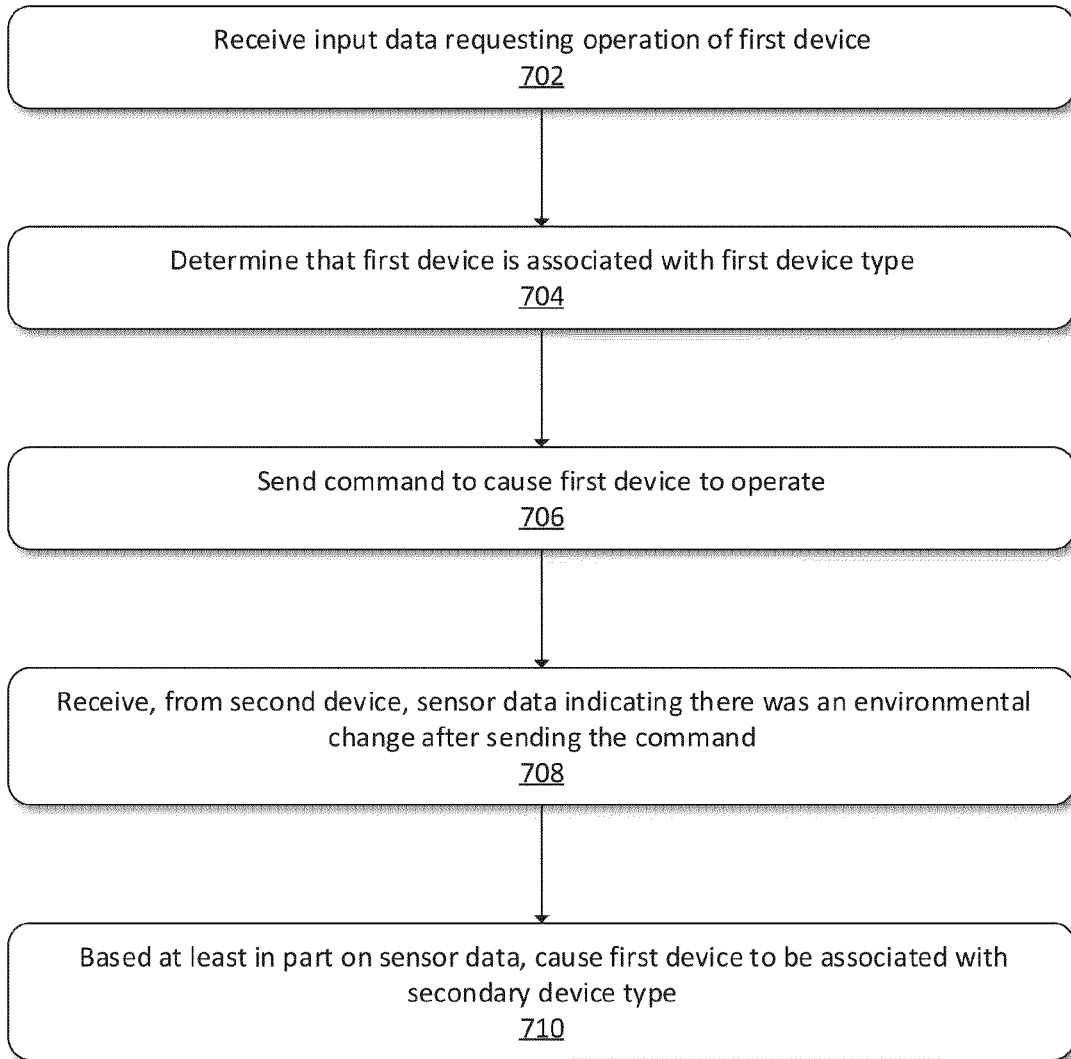 Receive input data requesting operation of first device
702
Determine that first device is associated with first device type
704
Send command to cause first device to operate
706
Receive, from second device, sensor data indicating there was an environmental
change after sending the command
708
Based at least in part on sensor data, cause first device to be associated with
secondary device type
710